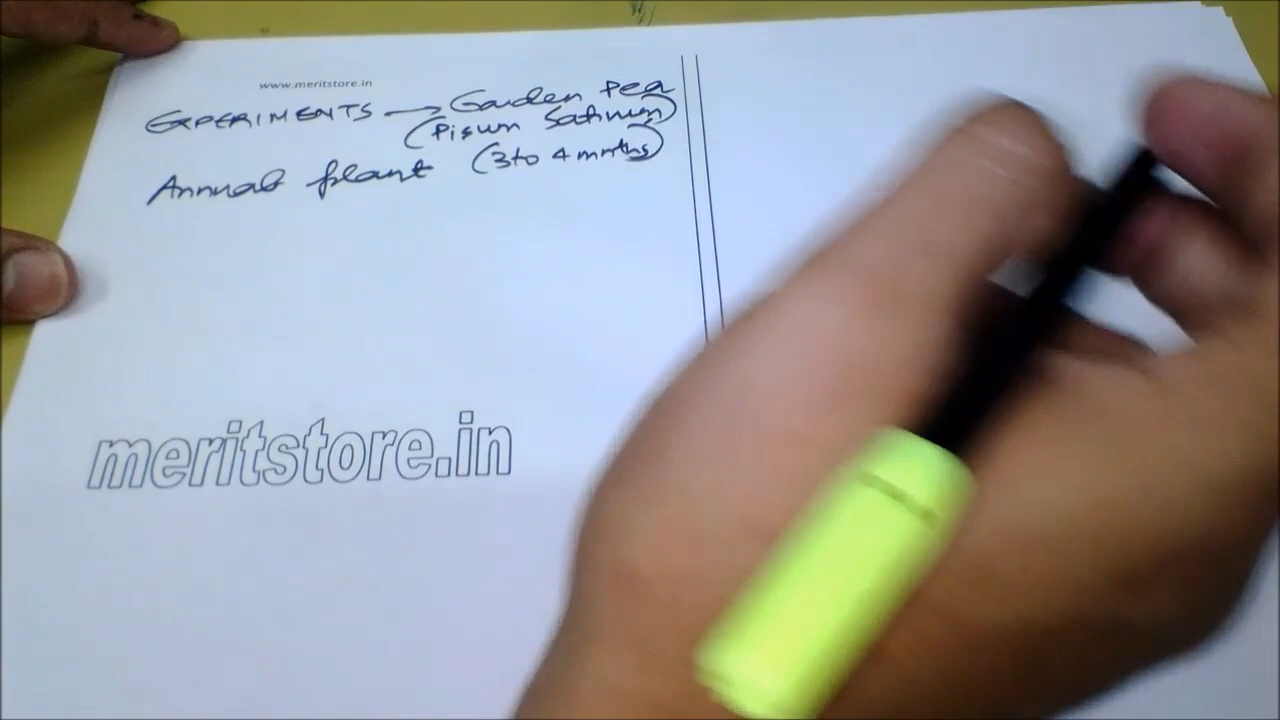 www.meritstore.in
EXPERIMENTS → Garden Pea
(Pisum Sativum)
Annual plant (3 to 4 months)
meritstore.in